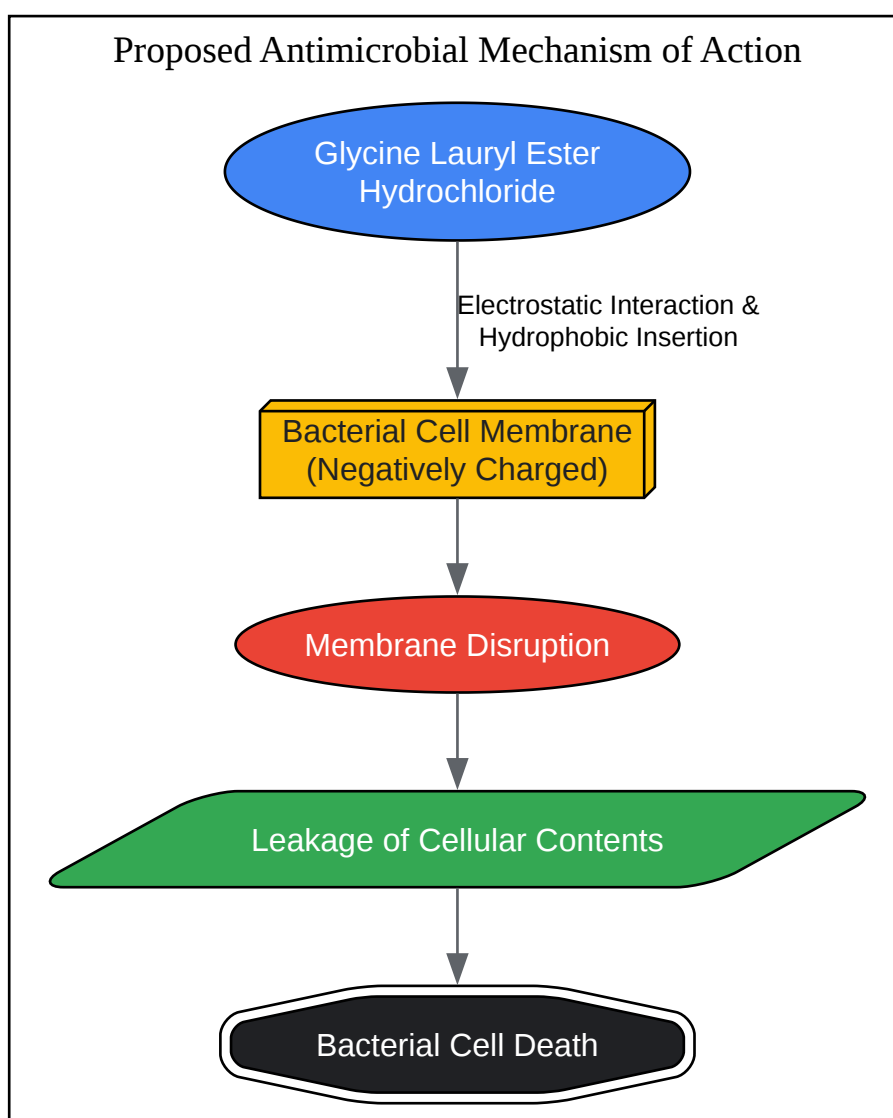 Proposed Antimicrobial Mechanism of Action
Glycine Lauryl Ester
Hydrochloride
Electrostatic Interaction &
Hydrophobic Insertion
Bacterial Cell Membrane
(Negatively Charged)
Membrane Disruption
Leakage of Cellular Contents
Bacterial Cell Death